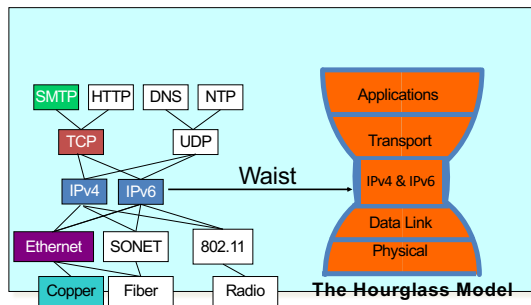 SMTP HTTP DNS NTP
TCP UDP
IPv4 IPv6
Ethernet SONET 802.11
Copper Fiber Radio
Waist
Applications
Transport
IPv4 & IPv6
Data Link
Physical
The Hourglass Model